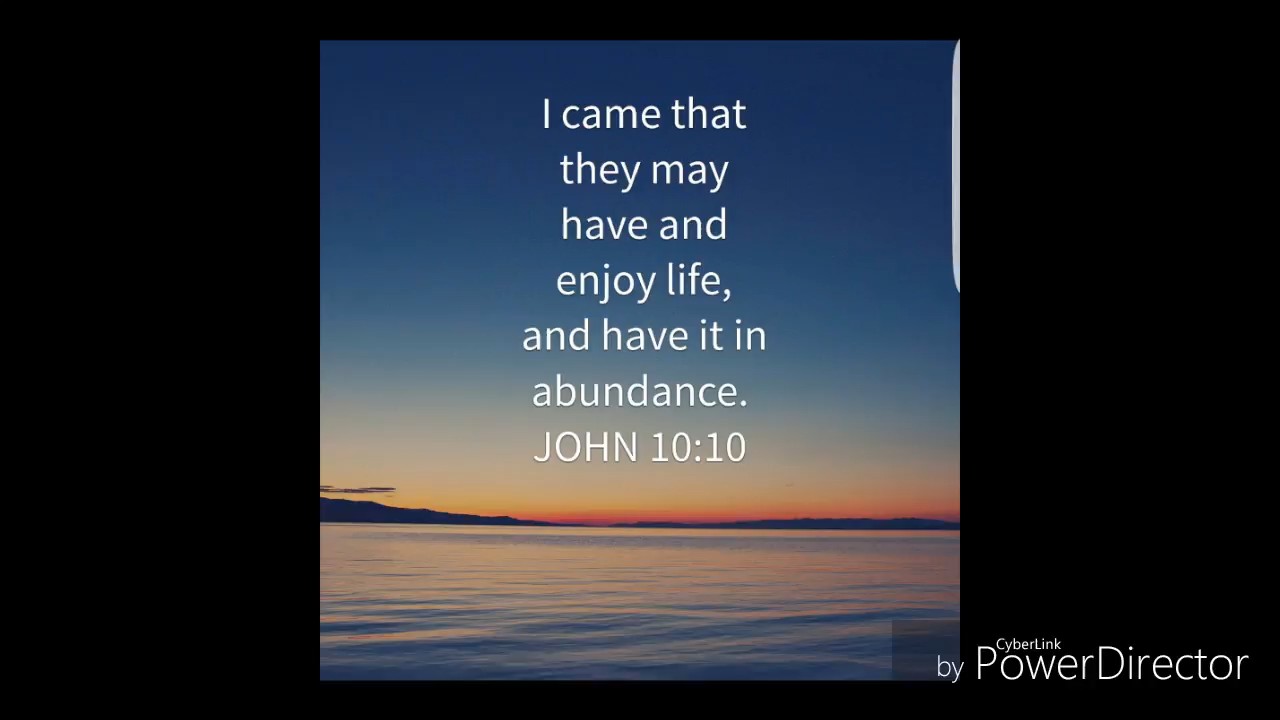 I came that
they may
have and
enjoy life,
and have it in
abundance.
JOHN 10:10
CyberLink
by PowerDirector